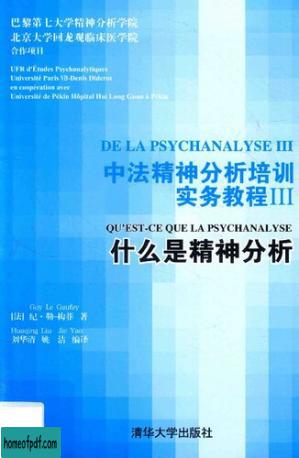 巴黎第七大学精神分析学院
北京大学回龙观临床医学院
合作项目
UFR d'Études Psychanalytiques
Université Paris VII-Denis Diderot
en coopération avec
Université de Pékin Hôpital Hui Long Guan à Pékin
DE LA PSYCHANALYSE III
中法精神分析培训
实务教程III
QU'EST-CE QUE LA PSYCHANALYSE
什么是精神分析
Guy Le Gaufey
[法] 纪·勒-构菲 著
Huaqing Liu Jie Yao
刘华清 姚洁 编译
清华大学出版社
homeofpdf.com
homeofpdf.com